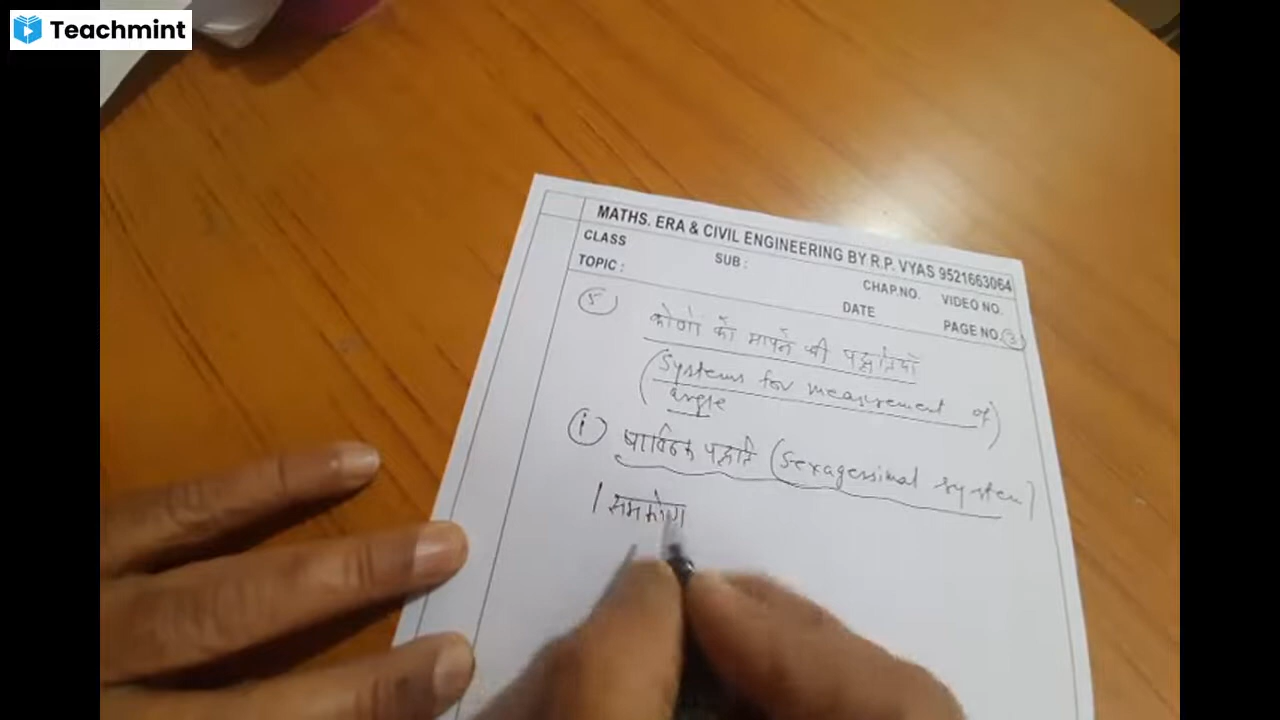 Teachmint
MATHS. ERA & CIVIL ENGINEERING BY R.P. VYAS 9521663064
CLASS
SUB :
CHAP.NO.
VIDEO NO.
TOPIC :
DATE
PAGE NO. 3
5 कोणों को मापने की पद्धतियाँ
(Systems for measurement of)
angle
(i) षाष्ठिक पद्धति (Sexagessimal system)
1 समकोण